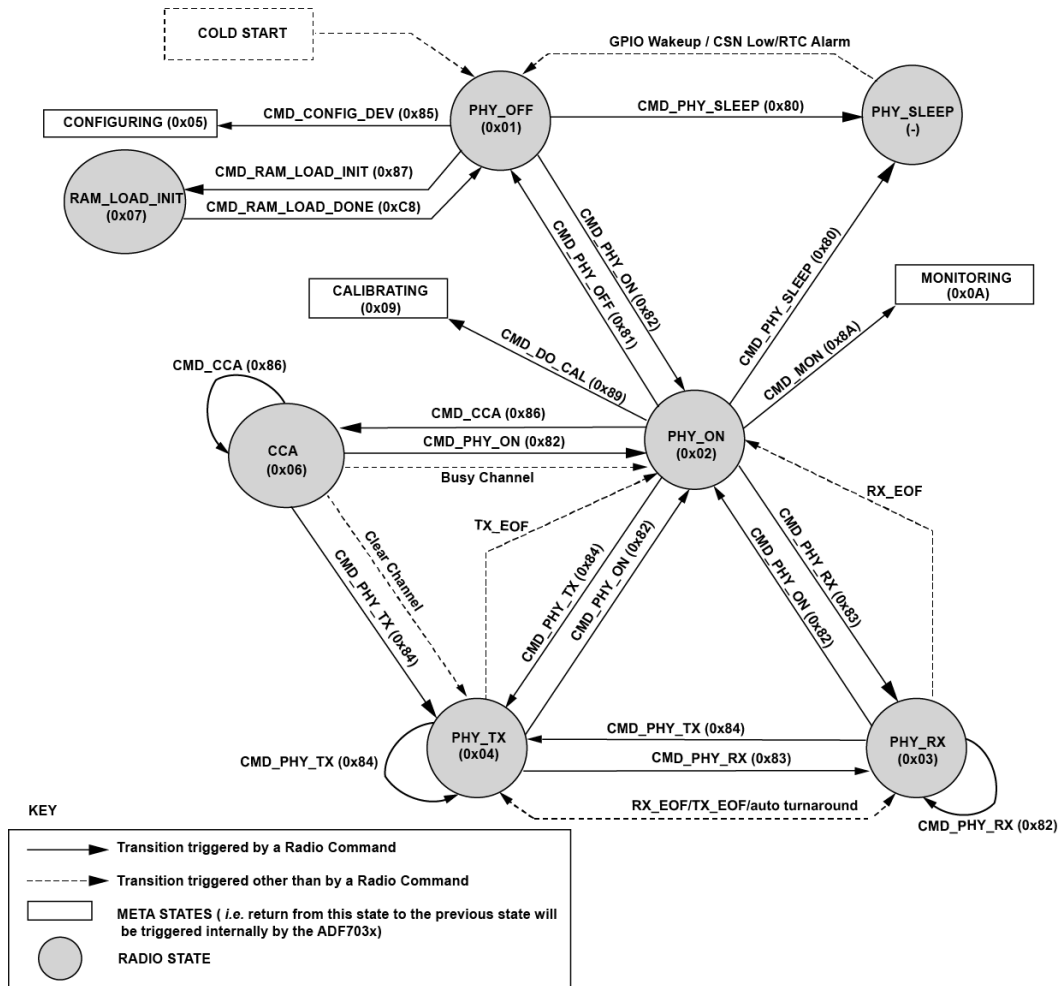 COLD START
GPIO Wakeup / CSN Low/RTC Alarm
PHY_OFF
(0x01)
CMD_PHY_SLEEP (0x80)
PHY_SLEEP
(-)
CONFIGURING (0x05)
CMD_CONFIG_DEV (0x85)
CMD_RAM_LOAD_INIT (0x87)
RAM_LOAD_INIT
(0x07)
CMD_RAM_LOAD_DONE (0xC8)
CMD_PHY_OFF (0x81)
CMD_PHY_ON (0x82)
CMD_PHY_SLEEP (0x80)
CALIBRATING
(0x09)
MONITORING
(0x0A)
CMD_DO_CAL (0x89)
CMD_MON (0x8A)
CMD_CCA (0x86)
CMD_CCA (0x86)
CCA
(0x06)
CMD_PHY_ON (0x82)
PHY_ON
(0x02)
Busy Channel
RX_EOF
TX_EOF
Clear Channel
CMD_PHY_TX (0x84)
CMD_PHY_TX (0x84)
CMD_PHY_ON (0x82)
CMD_PHY_ON (0x82)
CMD_PHY_RX (0x83)
PHY_TX
(0x04)
CMD_PHY_TX (0x84)
CMD_PHY_TX (0x84)
CMD_PHY_RX (0x83)
PHY_RX
(0x03)
RX_EOF/TX_EOF/auto turnaround
CMD_PHY_RX (0x82)
KEY
Transition triggered by a Radio Command
Transition triggered other than by a Radio Command
META STATES ( i.e. return from this state to the previous state will
be triggered internally by the ADF703x)
RADIO STATE